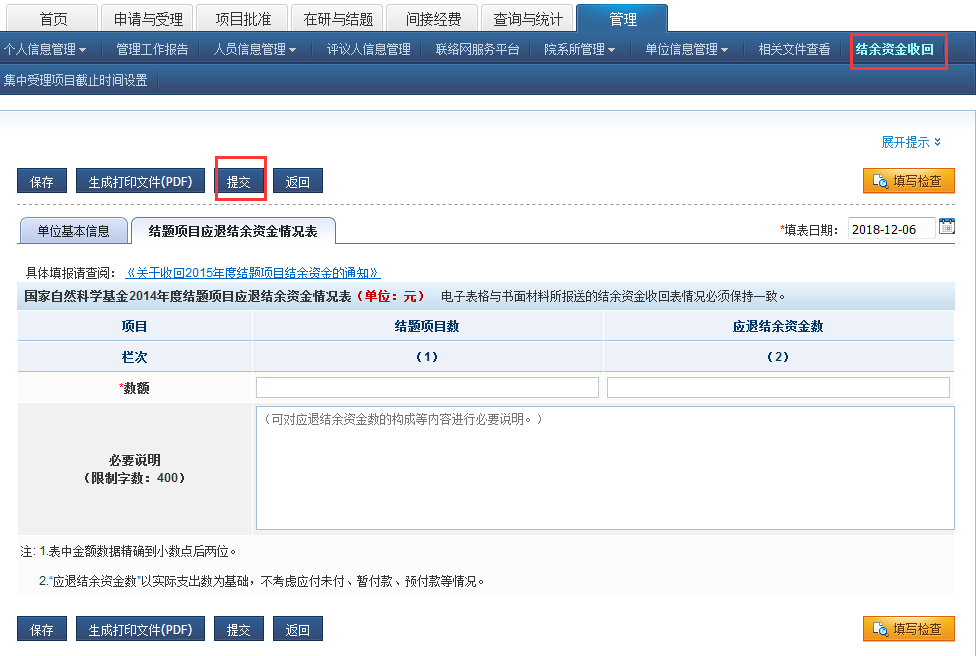 首页 申请与受理 项目批准 在研与结题 间接经费 查询与统计 管理
个人信息管理 管理工作报告 人员信息管理 评议人信息管理 联络网服务平台 院系所管理 单位信息管理 相关文件查看 结余资金收回
集中受理项目截止时间设置
展开提示
保存 生成打印文件(PDF) 提交 返回 填写检查
单位基本信息 结题项目应退结余资金情况表 *填表日期： 2018-12-06
具体填报请查阅： 《关于收回2015年度结题项目结余资金的通知》
国家自然科学基金2014年度结题项目应退结余资金情况表（单位：元） 电子表格与书面材料所报送的结余资金收回表情况必须保持一致。
项目 结题项目数 应退结余资金数
栏次 （1） （2）
*数额
（可对应退结余资金数的构成等内容进行必要说明。）
必要说明
（限制字数：400）
注: 1.表中金额数据精确到小数点后两位。
2.“应退结余资金数”以实际支出数为基础，不考虑应付未付、暂付款、预付款等情况。
保存 生成打印文件(PDF) 提交 返回 填写检查